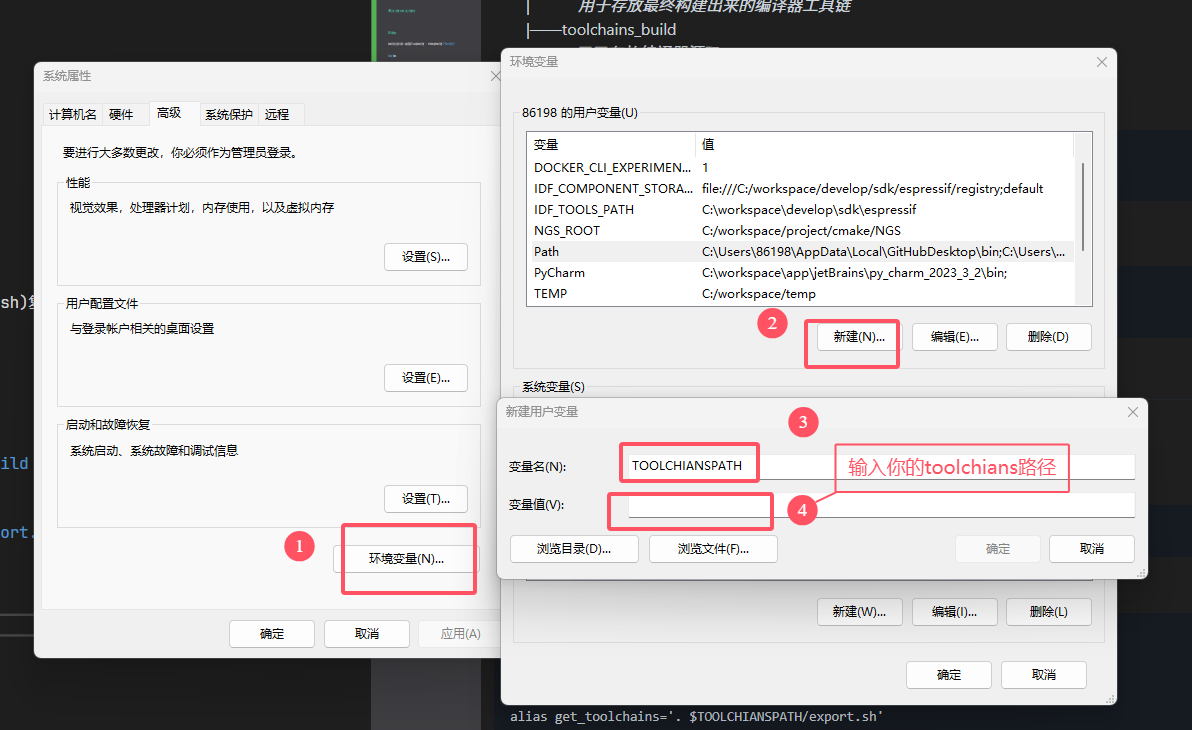 用于存放最终构建出来的编译器工具链
|——toolchains_build
系统属性
计算机名 硬件 高级 系统保护 远程
要进行大多数更改，你必须作为管理员登录。
性能
视觉效果，处理器计划，内存使用，以及虚拟内存
设置(S)...
用户配置文件
与登录帐户相关的桌面设置
设置(E)...
启动和故障恢复
系统启动、系统故障和调试信息
设置(T)...
1
环境变量(N)...
确定 取消 应用(A)
sh)
ild
ort.
环境变量
86198 的用户变量(U)
变量 值
DOCKER_CLI_EXPERIMEN... 1
IDF_COMPONENT_STORA... file:///C:/workspace/develop/sdk/espressif/registry;default
IDF_TOOLS_PATH C:\workspace\develop\sdk\espressif
NGS_ROOT C:/workspace/project/cmake/NGS
Path C:\Users\86198\AppData\Local\GitHubDesktop\bin;C:\Users\...
PyCharm C:\workspace\app\jetBrains\py_charm_2023_3_2\bin;
TEMP C:/workspace/temp
2
新建(N)... 编辑(E)... 删除(D)
系统变量(S)
新建用户变量
3
变量名(N): TOOLCHIANSPATH
输入你的toolchians路径
变量值(V):
4
浏览目录(D)... 浏览文件(F)... 确定 取消
新建(W)... 编辑(I)... 删除(L)
确定 取消
alias get_toolchains='. $TOOLCHIANSPATH/export.sh'